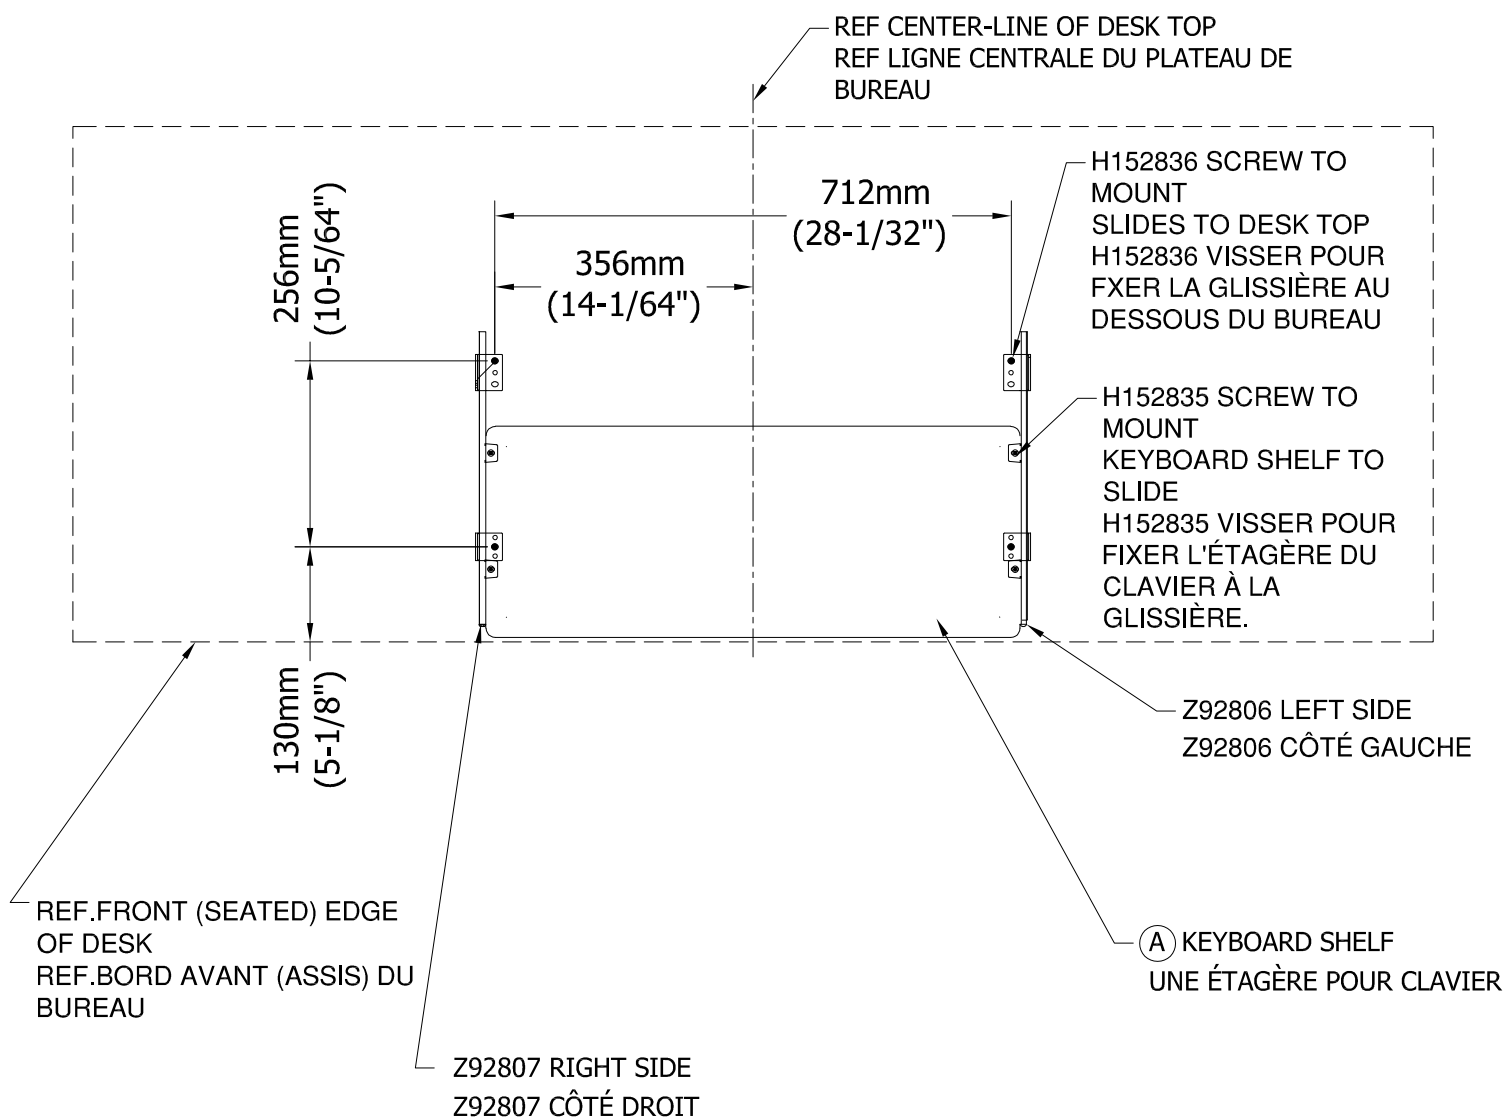 REF CENTER-LINE OF DESK TOP
REF LIGNE CENTRALE DU PLATEAU DE
BUREAU
H152836 SCREW TO
MOUNT
SLIDES TO DESK TOP
H152836 VISSER POUR
FXER LA GLISSIÈRE AU
DESSOUS DU BUREAU
712mm
(28-1/32")
356mm
(14-1/64")
256mm
(10-5/64")
H152835 SCREW TO
MOUNT
KEYBOARD SHELF TO
SLIDE
H152835 VISSER POUR
FIXER L'ÉTAGÈRE DU
CLAVIER À LA
GLISSIÈRE.
130mm
(5-1/8")
Z92806 LEFT SIDE
Z92806 CÔTÉ GAUCHE
REF.FRONT (SEATED) EDGE
OF DESK
REF.BORD AVANT (ASSIS) DU
BUREAU
A KEYBOARD SHELF
UNE ÉTAGÈRE POUR CLAVIER
Z92807 RIGHT SIDE
Z92807 CÔTÉ DROIT